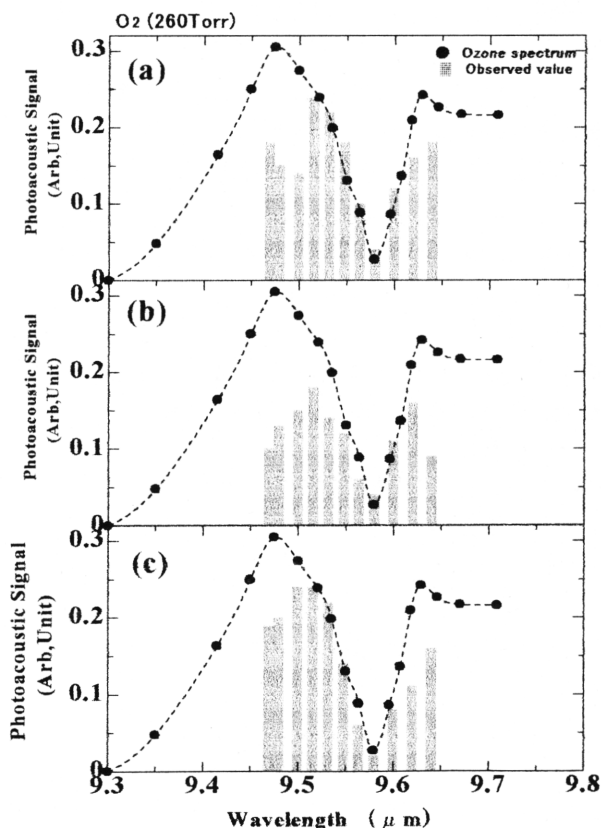 O2 (260Torr)
0.3
(a)
Ozone spectrum
Observed value
0.2
0.1
0
Photoacoustic Signal
(Arb,Unit)
0.3
(b)
0.2
0.1
0
Photoacoustic Signal
(Arb,Unit)
0.3
(c)
0.2
0.1
0
Photoacoustic Signal
(Arb,Unit)
9.3 9.4 9.5 9.6 9.7 9.8
Wavelength ( μ m)